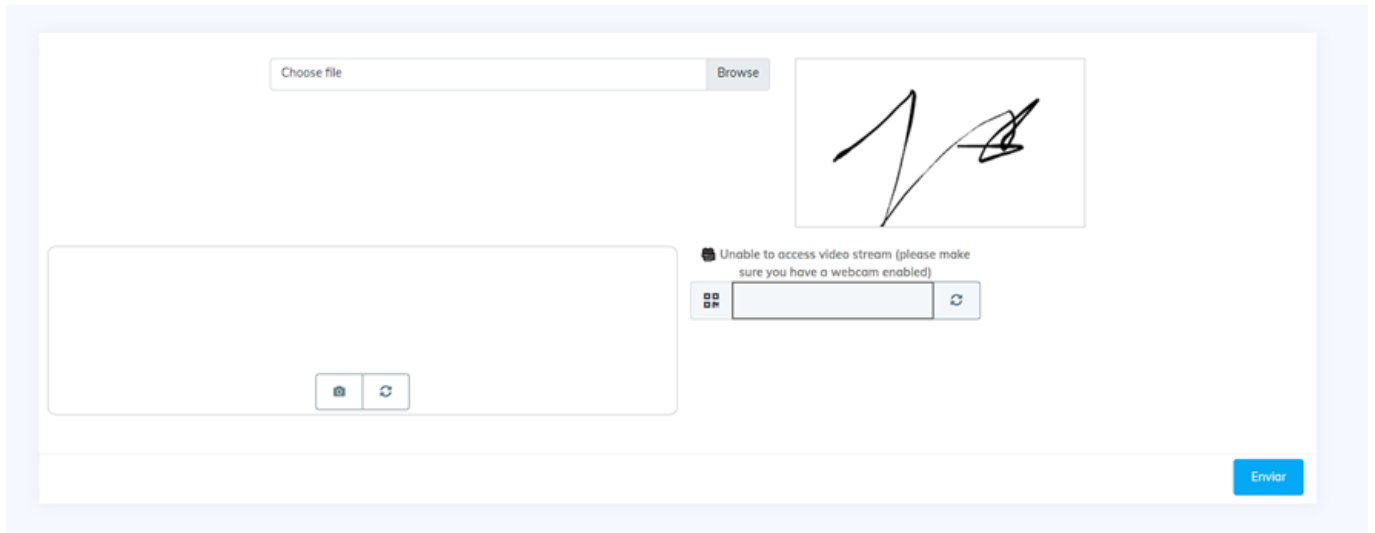 Choose file Browse
Unable to access video stream (please make
sure you have a webcam enabled)
Enviar